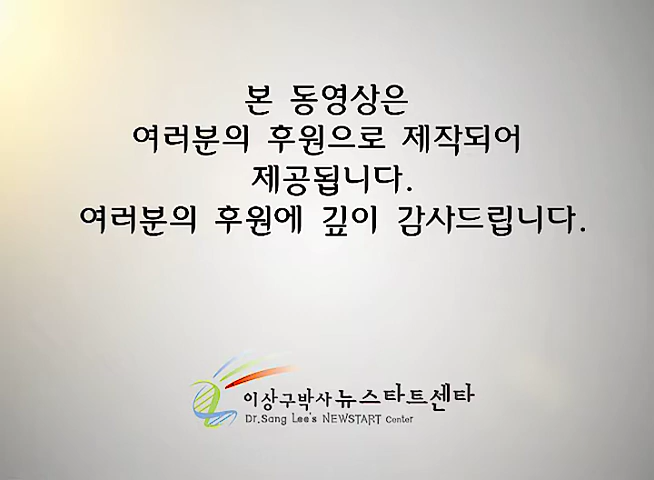 본 동영상은
여러분의 후원으로 제작되어
제공됩니다.
여러분의 후원에 깊이 감사드립니다.
이상구박사 뉴스타트센타
Dr.Sang Lee's NEWSTART Center